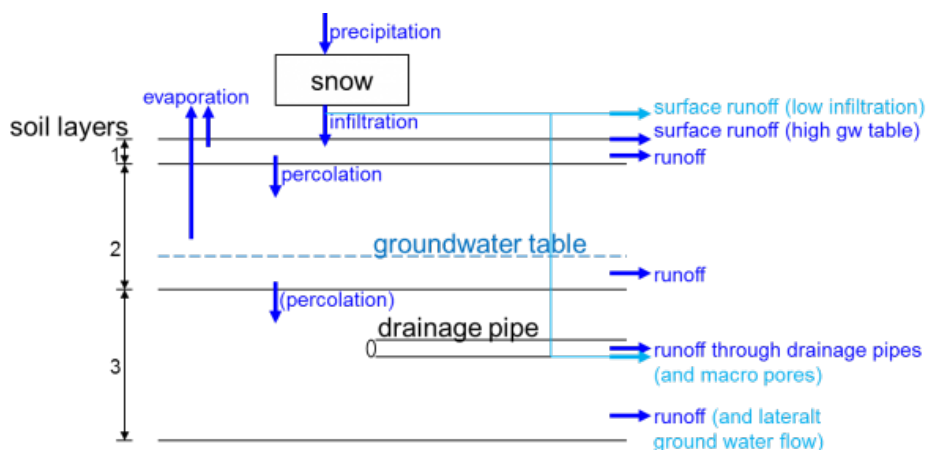 precipitation
snow
evaporation
infiltration
surface runoff (low infiltration)
soil layers
surface runoff (high gw table)
1
runoff
percolation
2
groundwater table
runoff
(percolation)
drainage pipe
runoff through drainage pipes
(and macro pores)
3
runoff (and lateralt
ground water flow)